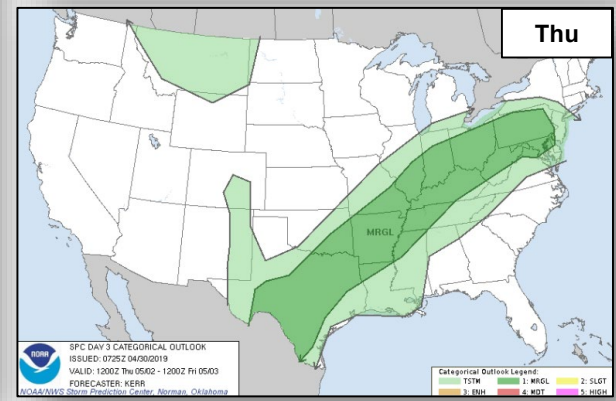 Thu
MRGL
NOAA
SPC DAY 3 CATEGORICAL OUTLOOK
ISSUED: 0725Z 04/30/2019
VALID: 1200Z Thu 05/02 - 1200Z Fri 05/03
FORECASTER: KERR
NOAA/NWS Storm Prediction Center, Norman, Oklahoma
Categorical Outlook Legend:
TSTM 1: MRGL 2: SLGT
3: ENH 4: MDT 5: HIGH